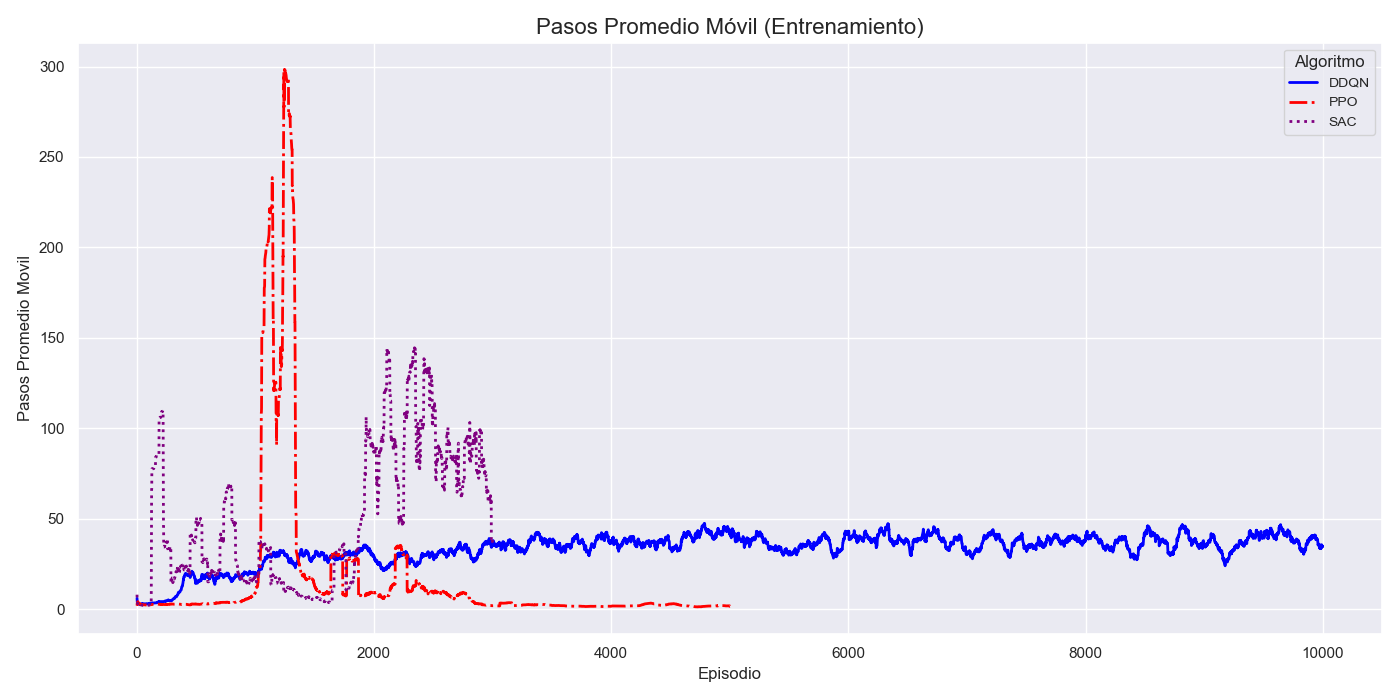 Pasos Promedio Móvil (Entrenamiento)
Algoritmo
DDQN
PPO
SAC
300
250
200
150
100
50
0
Pasos Promedio Movil
0 2000 4000 6000 8000 10000
Episodio